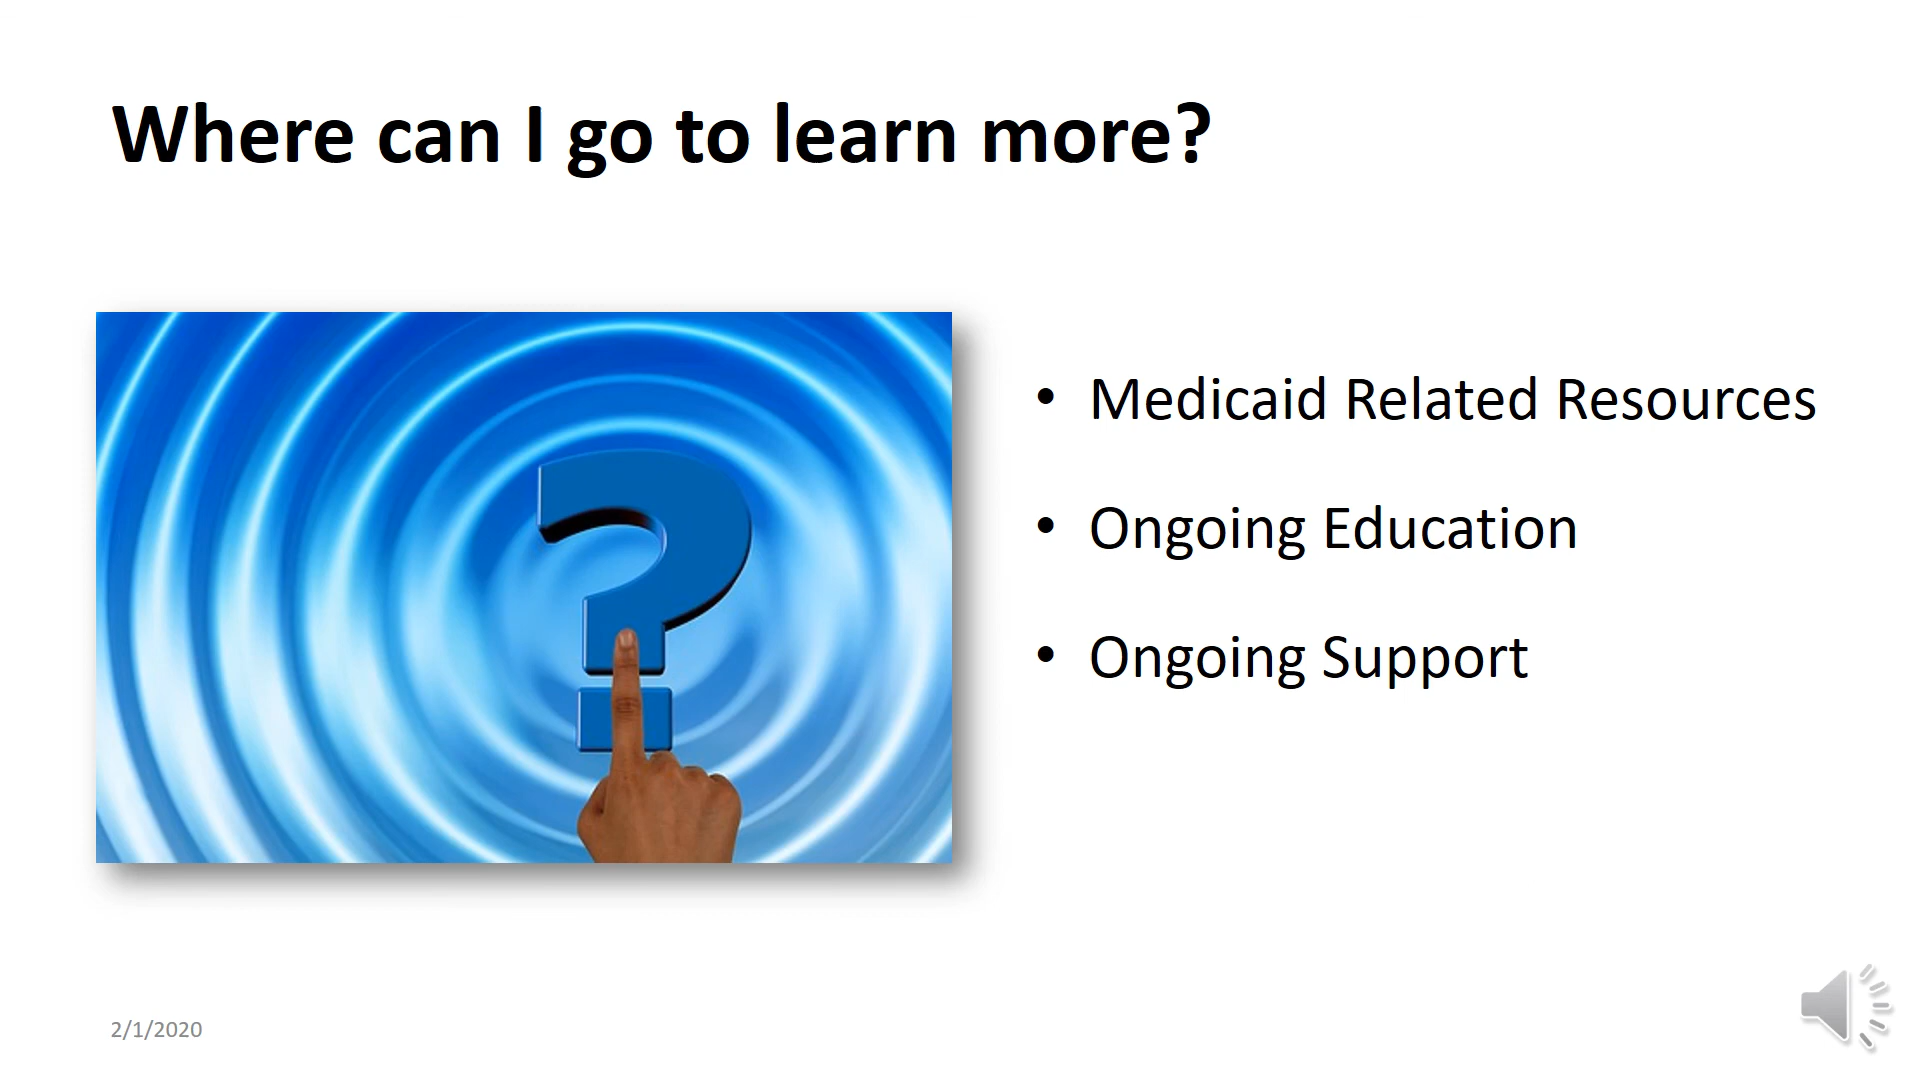 Where can I go to learn more?
• Medicaid Related Resources
• Ongoing Education
• Ongoing Support
2/1/2020